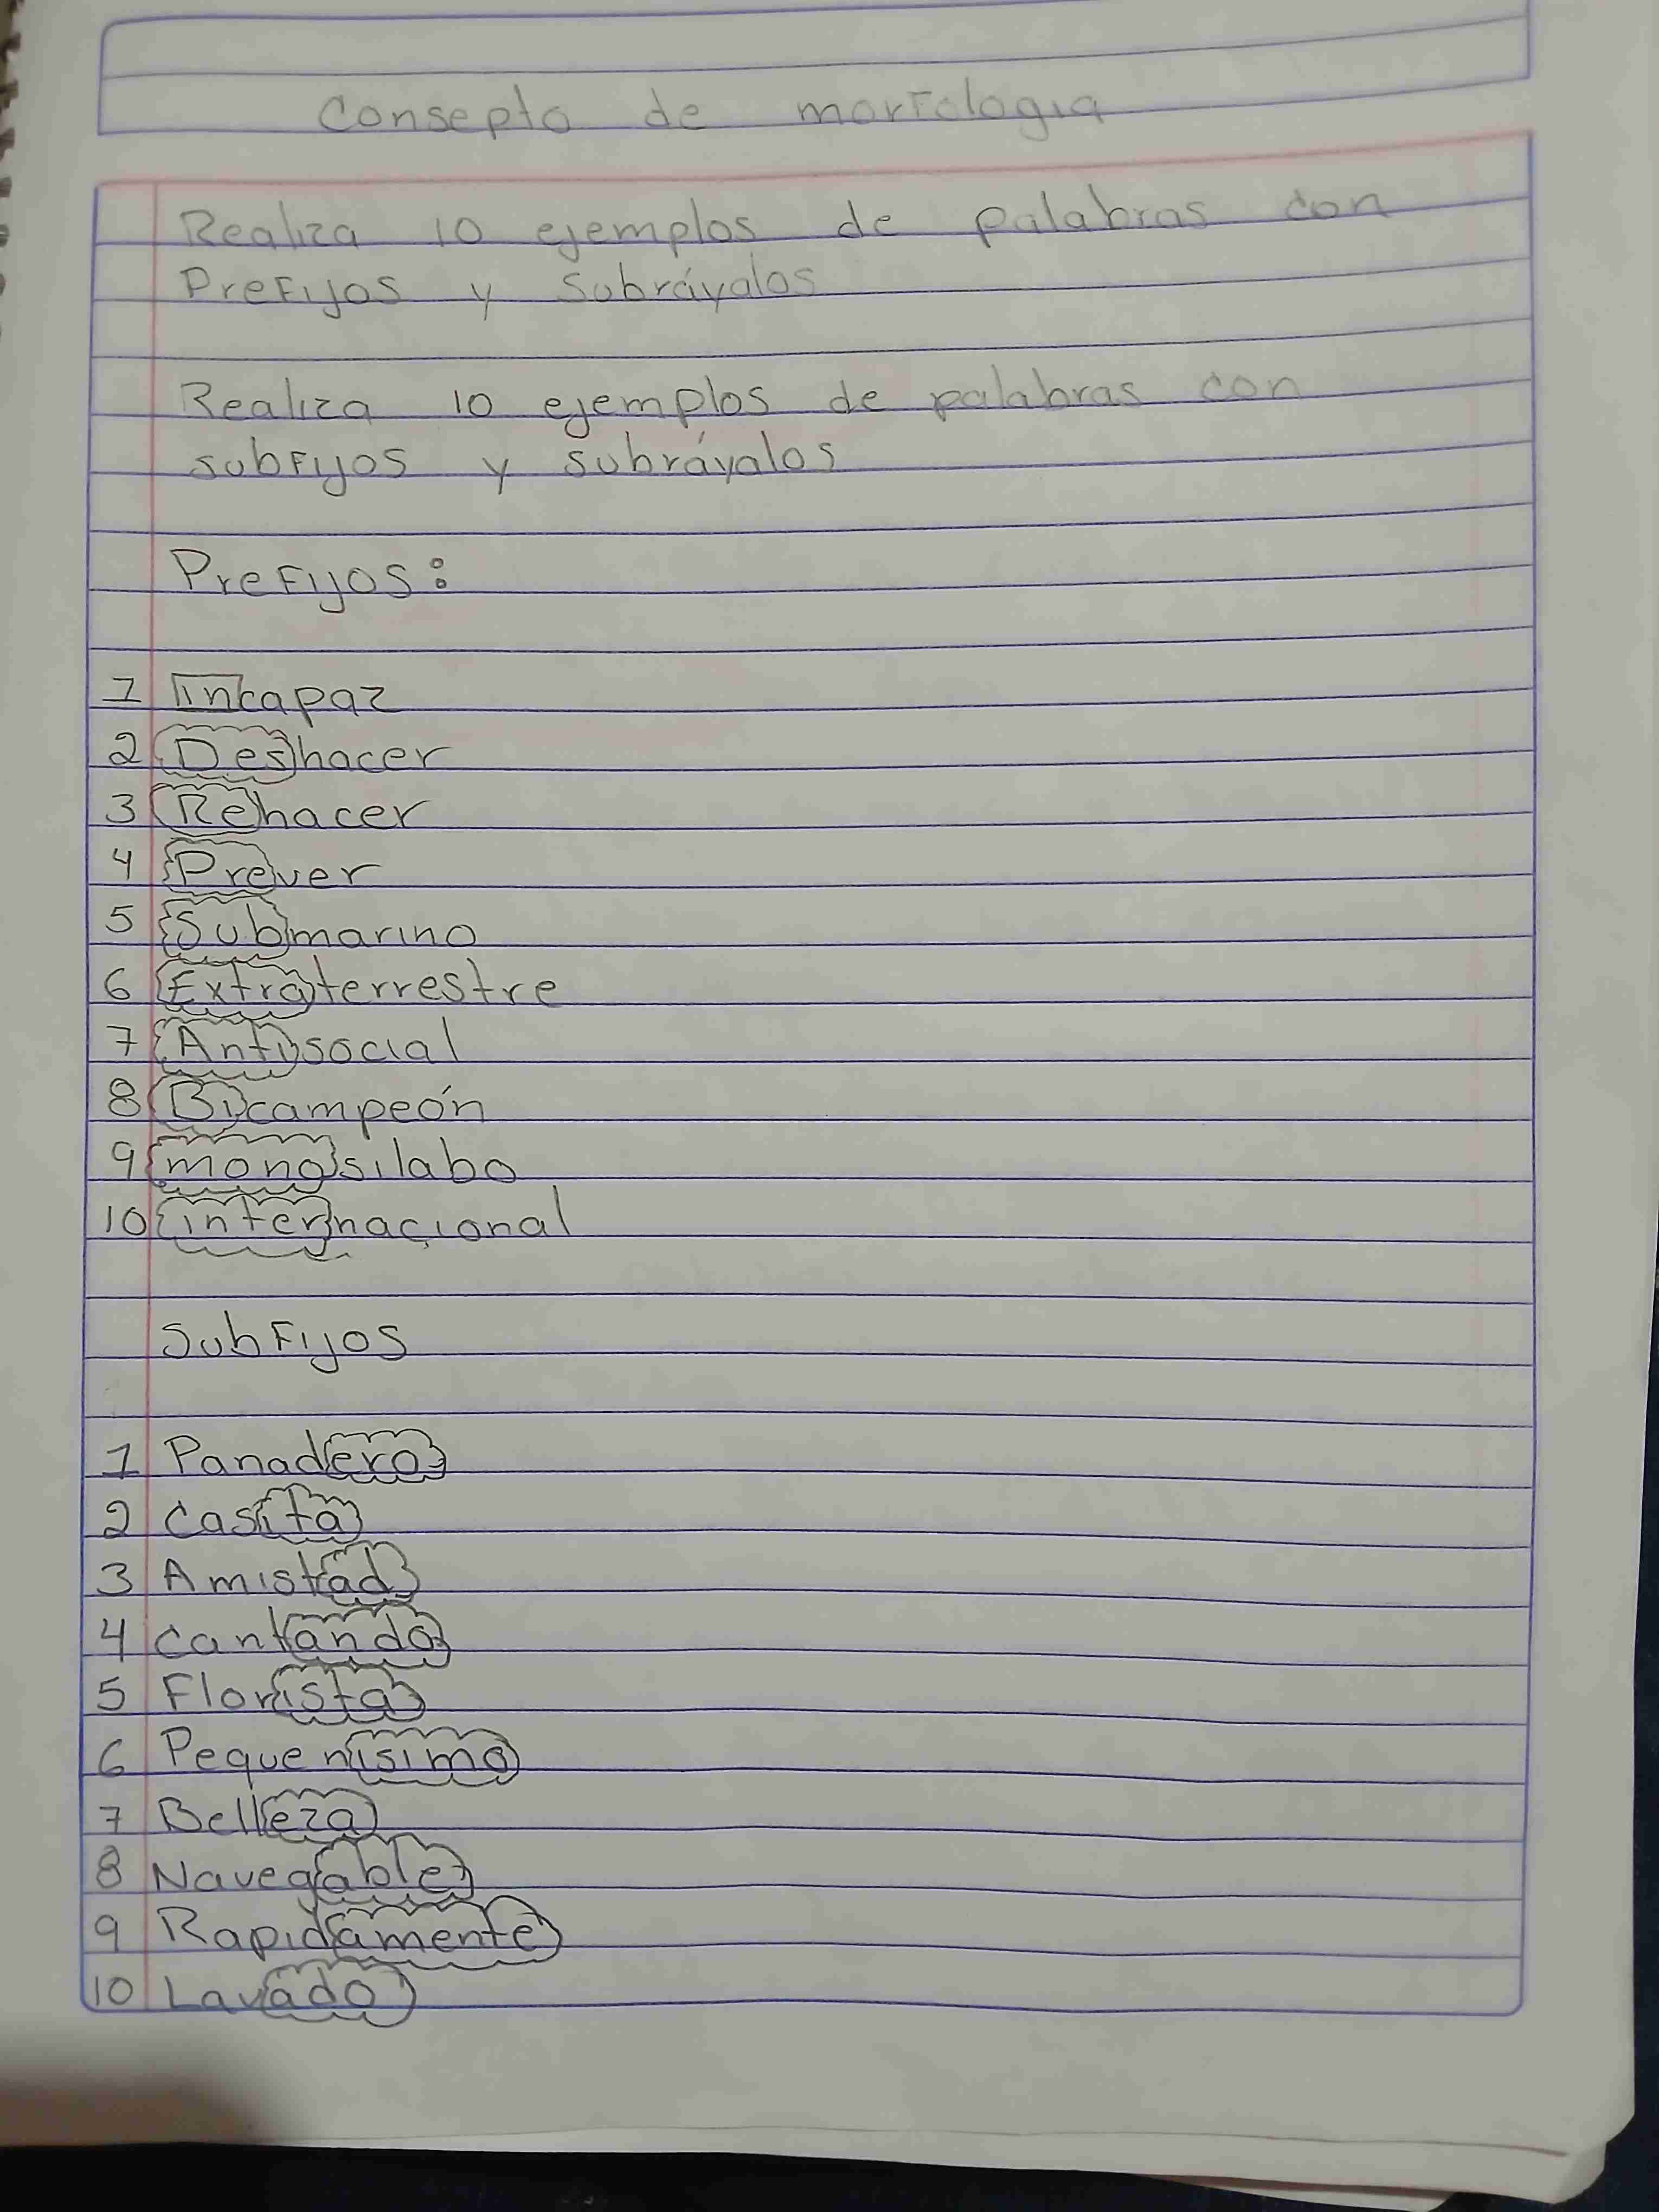 Consepto de morfologia
Realiza 10 ejemplos de palabras con
Prefijos y subráyalos
Realiza 10 ejemplos de palabras con
subfijos y subráyalos
Prefijos:
1 incapaz
2 Deshacer
3 Rehacer
4 Prever
5 Submarino
6 Extraterrestre
7 Antisocial
8 Bicampeón
9 monosilabo
10 internacional
Subfijos
1 Panadero
2 Casita
3 Amistad
4 cantando
5 Florista
6 Pequenisimo
7 Belleza
8 Navegable
9 Rapidamente
10 Lavado